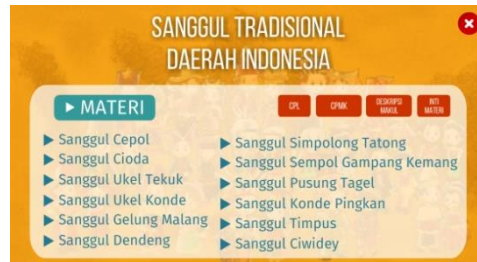 SANGGUL TRADISIONAL
DAERAH INDONESIA
MATERI
CPL
CPMK
DESKRIPSI
MAKUL
INTI
MATERI
Sanggul Cepol
Sanggul Cioda
Sanggul Ukel Tekuk
Sanggul Ukel Konde
Sanggul Gelung Malang
Sanggul Dendeng
Sanggul Simpolong Tatong
Sanggul Sempol Gampang Kemang
Sanggul Pusung Tagel
Sanggul Konde Pingkan
Sanggul Timpus
Sanggul Ciwidey